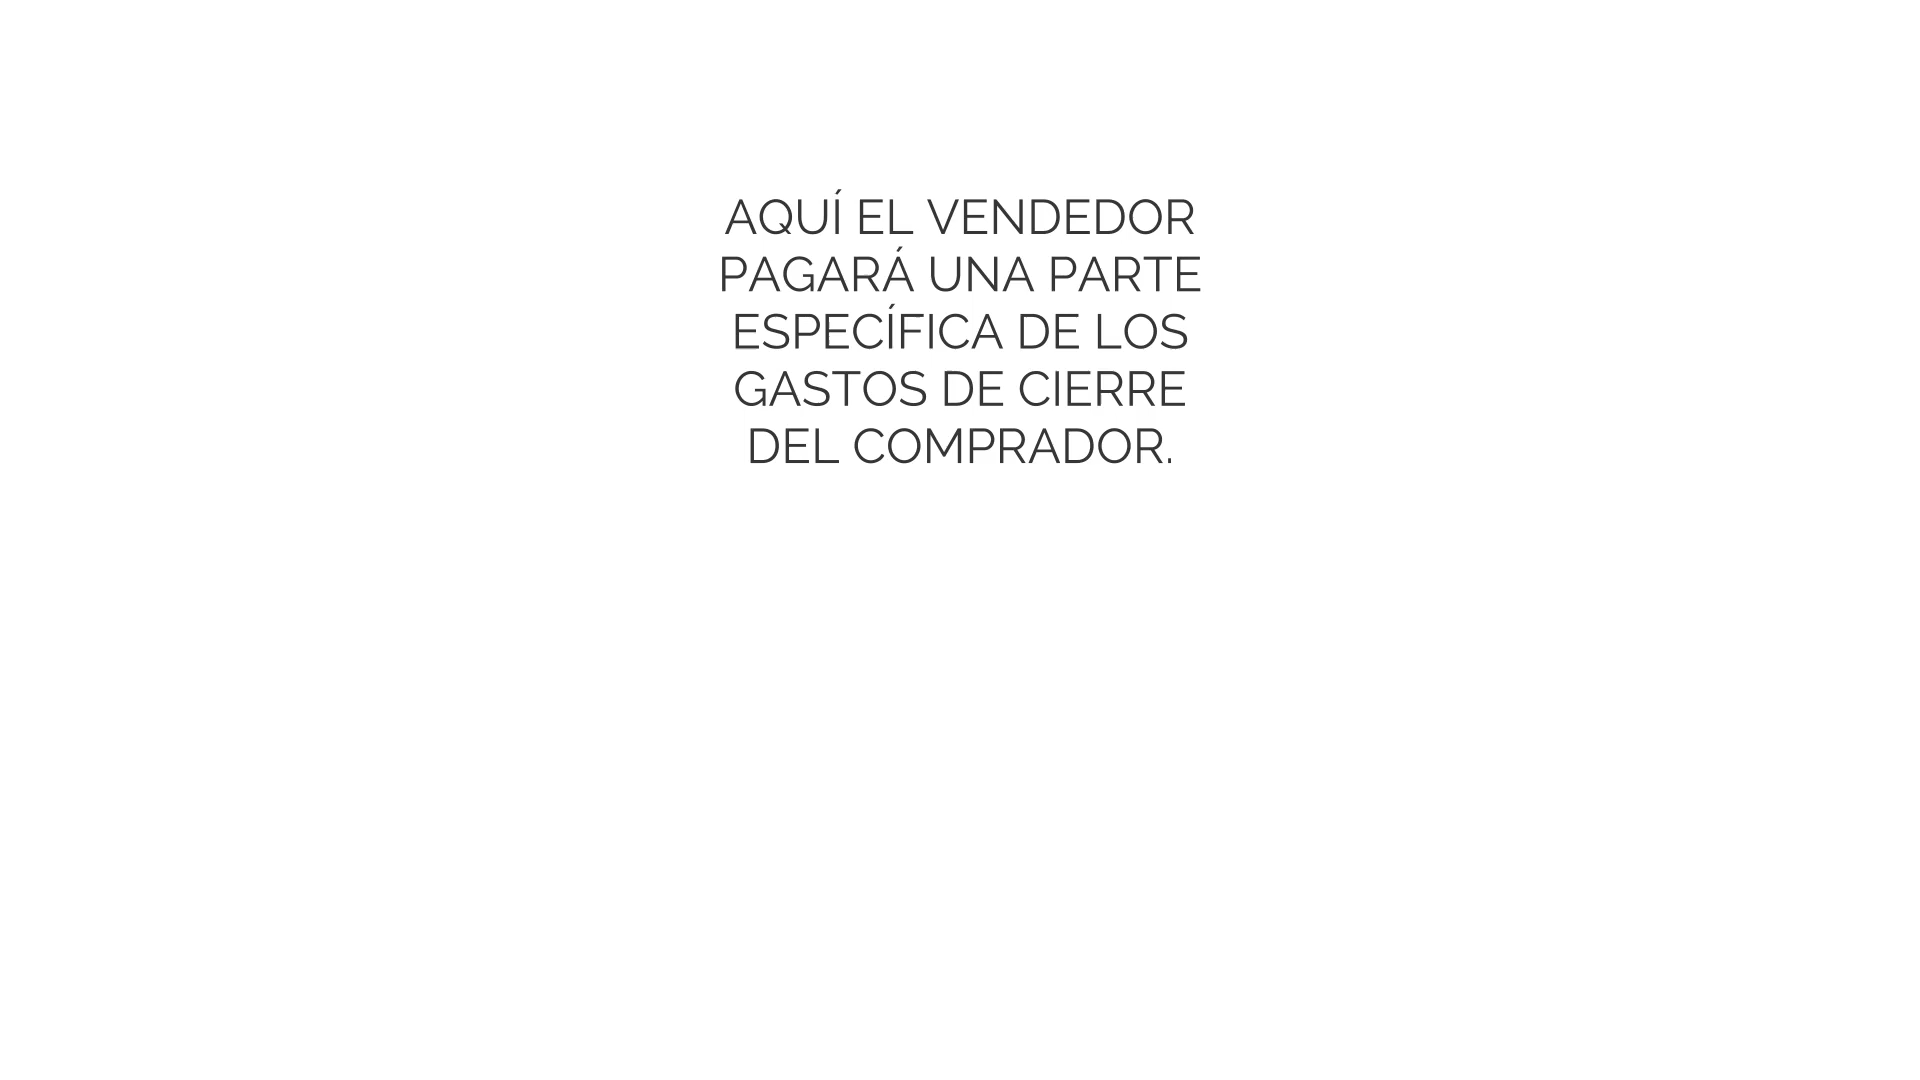 AQUÍ EL VENDEDOR
PAGARÁ UNA PARTE
ESPECÍFICA DE LOS
GASTOS DE CIERRE
DEL COMPRADOR.